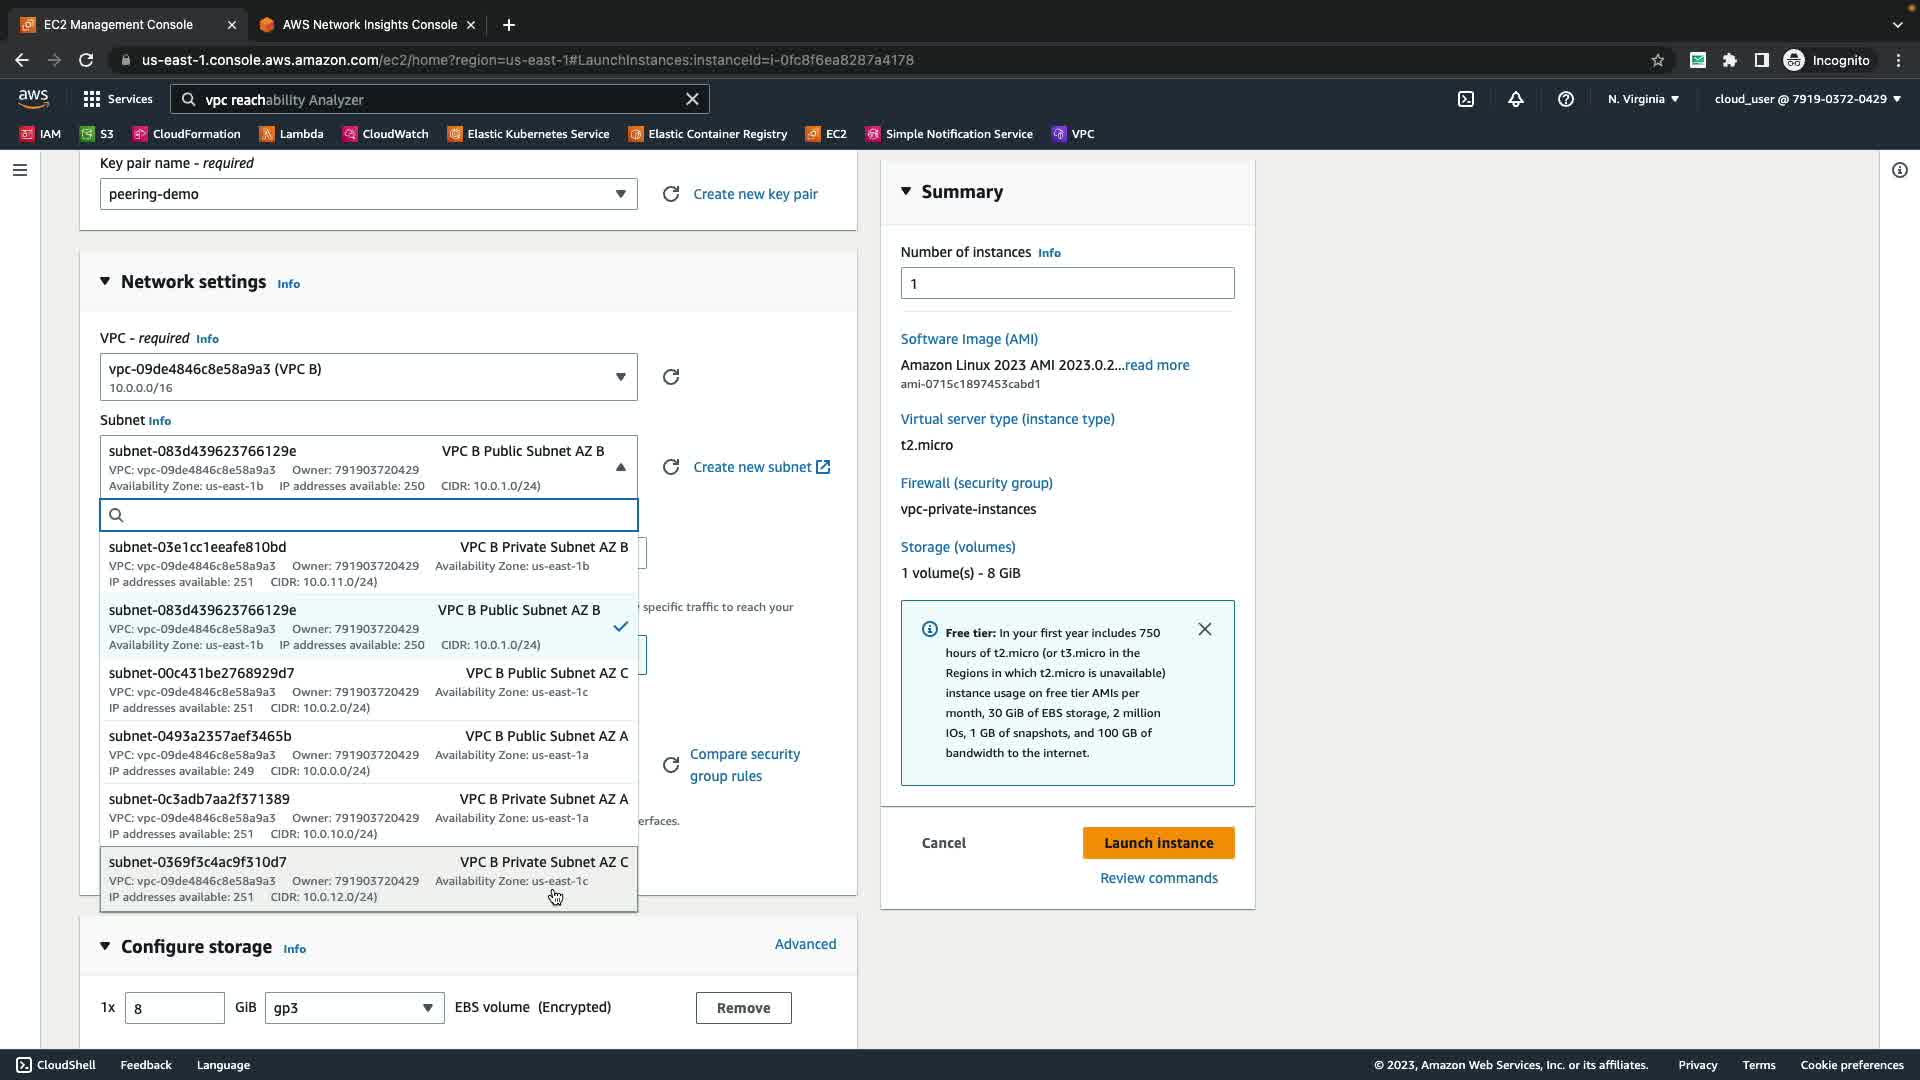 EC2 Management Console
AWS Network Insights Console
us-east-1.console.aws.amazon.com/ec2/home?region=us-east-1#LaunchInstances:instanceId=i-0fc8f6ea8287a4178
Incognito
aws
Services
vpc reachability Analyzer
N. Virginia
cloud_user @ 7919-0372-0429
IAM
S3
CloudFormation
Lambda
CloudWatch
Elastic Kubernetes Service
Elastic Container Registry
EC2
Simple Notification Service
VPC
Key pair name - required
peering-demo
Create new key pair
Network settings Info
VPC - required Info
vpc-09de4846c8e58a9a3 (VPC B)
10.0.0.0/16
Subnet Info
subnet-083d439623766129e VPC B Public Subnet AZ B
VPC: vpc-09de4846c8e58a9a3 Owner: 791903720429
Availability Zone: us-east-1b IP addresses available: 250 CIDR: 10.0.1.0/24)
Create new subnet
subnet-03e1cc1eeafe810bd VPC B Private Subnet AZ B
VPC: vpc-09de4846c8e58a9a3 Owner: 791903720429 Availability Zone: us-east-1b
IP addresses available: 251 CIDR: 10.0.11.0/24)
subnet-083d439623766129e VPC B Public Subnet AZ B
VPC: vpc-09de4846c8e58a9a3 Owner: 791903720429
Availability Zone: us-east-1b IP addresses available: 250 CIDR: 10.0.1.0/24)
subnet-00c431be2768929d7 VPC B Public Subnet AZ C
VPC: vpc-09de4846c8e58a9a3 Owner: 791903720429 Availability Zone: us-east-1c
IP addresses available: 251 CIDR: 10.0.2.0/24)
subnet-0493a2357aef3465b VPC B Public Subnet AZ A
VPC: vpc-09de4846c8e58a9a3 Owner: 791903720429 Availability Zone: us-east-1a
IP addresses available: 249 CIDR: 10.0.0.0/24)
subnet-0c3adb7aa2f371389 VPC B Private Subnet AZ A
VPC: vpc-09de4846c8e58a9a3 Owner: 791903720429 Availability Zone: us-east-1a
IP addresses available: 251 CIDR: 10.0.10.0/24)
subnet-0369f3c4ac9f310d7 VPC B Private Subnet AZ C
VPC: vpc-09de4846c8e58a9a3 Owner: 791903720429 Availability Zone: us-east-1c
IP addresses available: 251 CIDR: 10.0.12.0/24)
specific traffic to reach your
Compare security
group rules
erfaces.
Configure storage Info
Advanced
1x 8 GiB gp3 EBS volume (Encrypted) Remove
Summary
Number of instances Info
1
Software Image (AMI)
Amazon Linux 2023 AMI 2023.0.2...read more
ami-0715c1897453cabd1
Virtual server type (instance type)
t2.micro
Firewall (security group)
vpc-private-instances
Storage (volumes)
1 volume(s) - 8 GiB
Free tier: In your first year includes 750
hours of t2.micro (or t3.micro in the
Regions in which t2.micro is unavailable)
instance usage on free tier AMIs per
month, 30 GiB of EBS storage, 2 million
IOs, 1 GB of snapshots, and 100 GB of
bandwidth to the internet.
Cancel
Launch instance
Review commands
CloudShell
Feedback
Language
© 2023, Amazon Web Services, Inc. or its affiliates.
Privacy
Terms
Cookie preferences